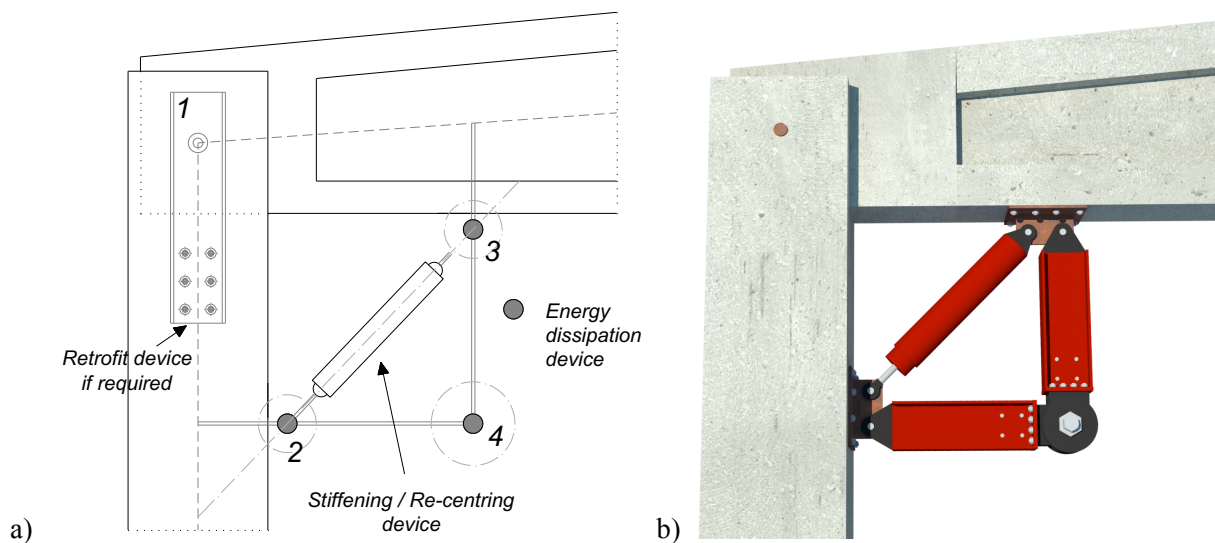 1
3
Energy
dissipation
device
Retrofit device
if required
2
4
Stiffening / Re-centring
device
a)
b)